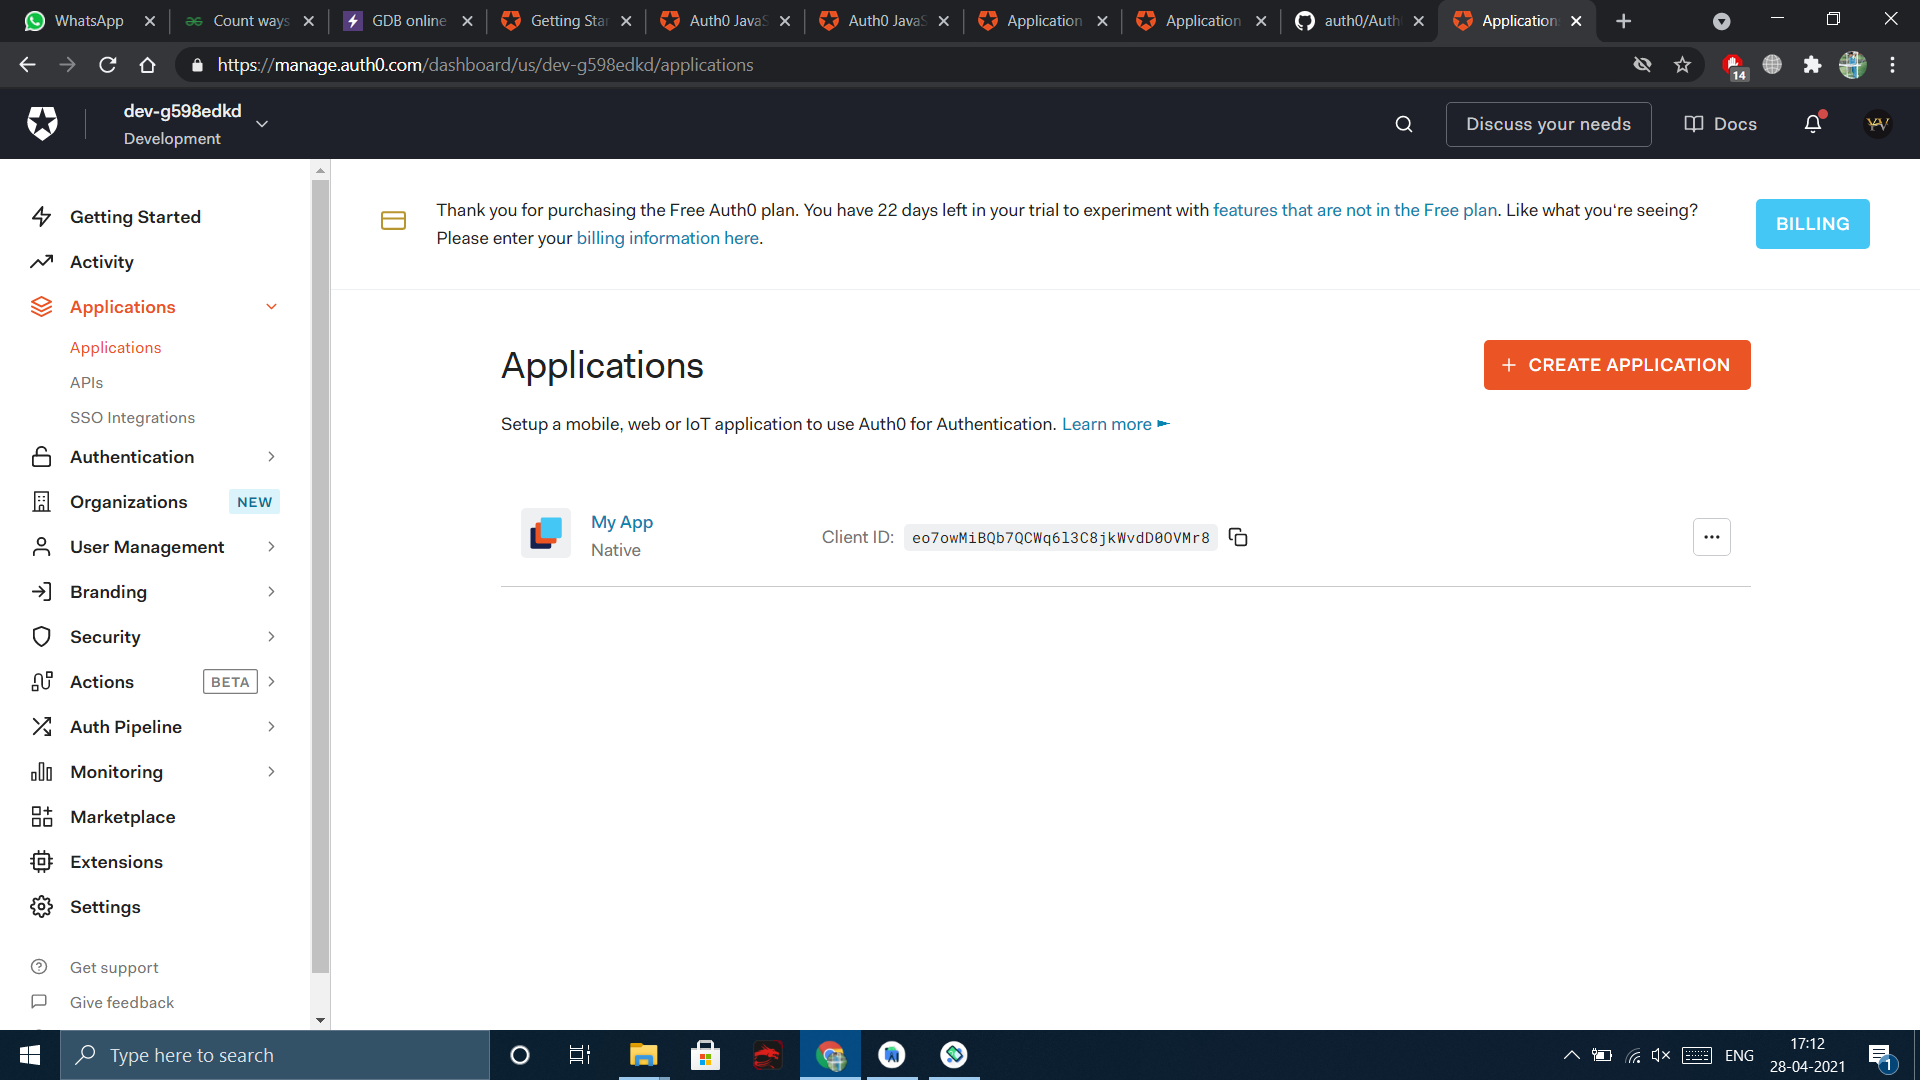 WhatsApp
Count ways
GDB online
Getting Star
Auth0 JavaS
Auth0 JavaS
Application
Application
auth0/Auth
Application
https://manage.auth0.com/dashboard/us/dev-g598edkd/applications
14
dev-g598edkd
Development
Discuss your needs
Docs
Getting Started
Activity
Applications
Applications
APIs
SSO Integrations
Authentication
Organizations NEW
User Management
Branding
Security
Actions BETA
Auth Pipeline
Monitoring
Marketplace
Extensions
Settings
Get support
Give feedback
Thank you for purchasing the Free Auth0 plan. You have 22 days left in your trial to experiment with features that are not in the Free plan. Like what you're seeing?
Please enter your billing information here.
BILLING
Applications
+ CREATE APPLICATION
Setup a mobile, web or IoT application to use Auth0 for Authentication. Learn more
My App
Native
Client ID: eo7owMiBQb7QCWq6l3C8jkWvdD0OVMr8
Type here to search
ENG
17:12
28-04-2021
1